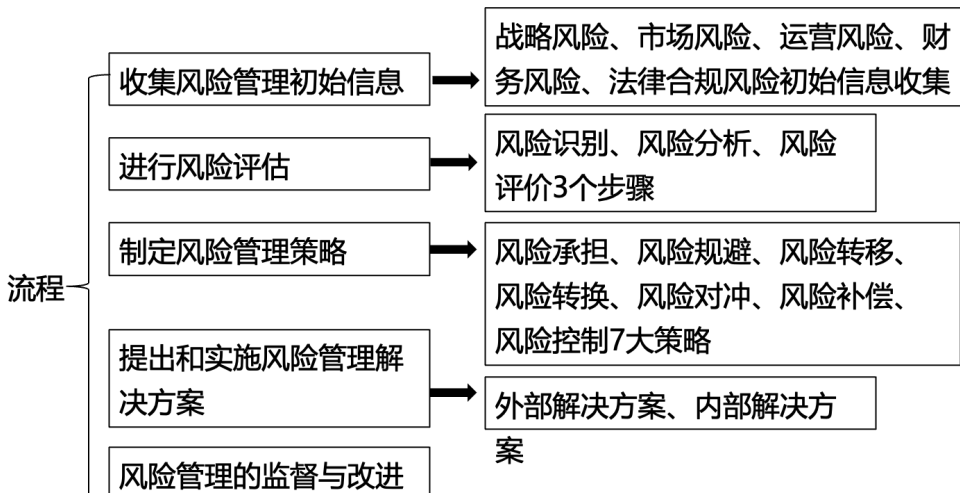 流程
收集风险管理初始信息
战略风险、市场风险、运营风险、财
务风险、法律合规风险初始信息收集
进行风险评估
风险识别、风险分析、风险
评价3个步骤
制定风险管理策略
风险承担、风险规避、风险转移、
风险转换、风险对冲、风险补偿、
风险控制7大策略
提出和实施风险管理解
决方案
外部解决方案、内部解决方
案
风险管理的监督与改进